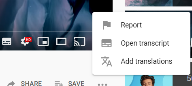 Report
Open transcript
Add translations
SHARE
SAVE